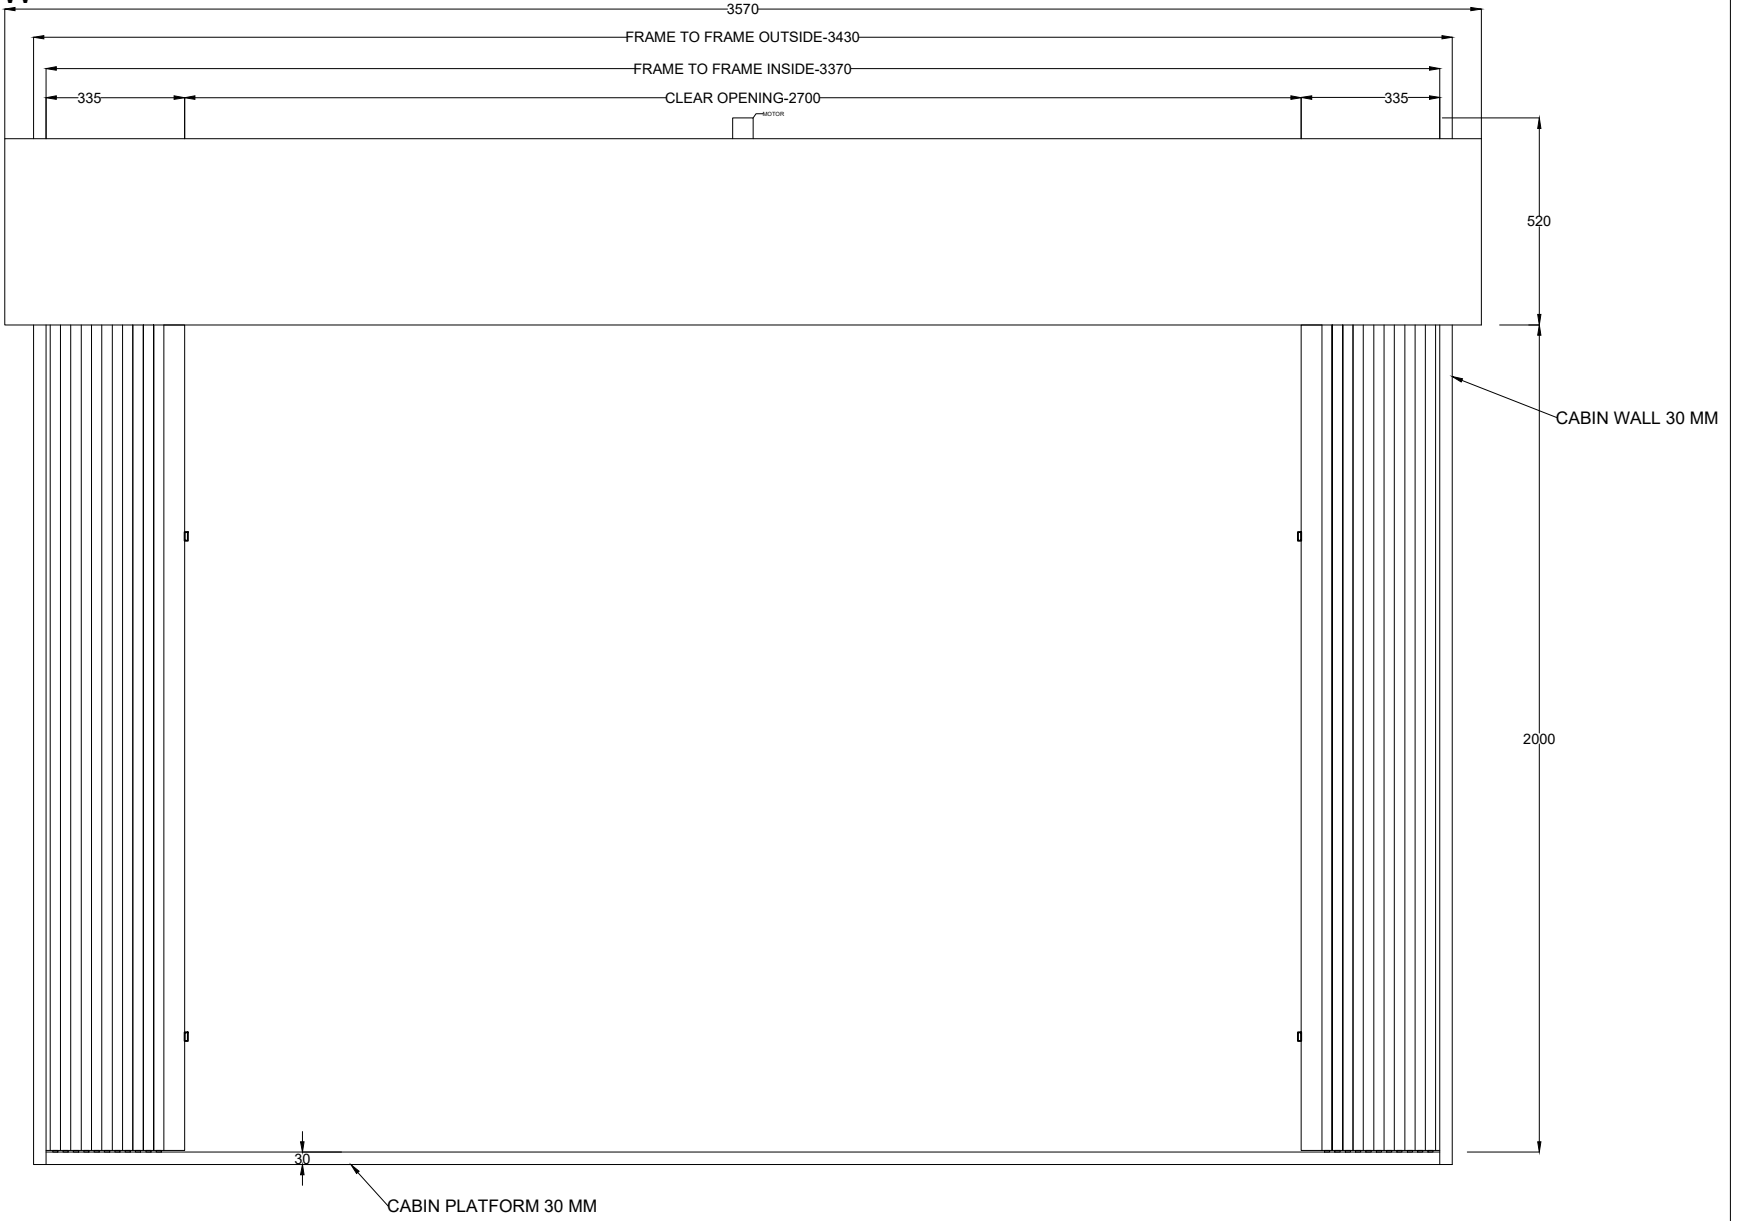 3570
FRAME TO FRAME OUTSIDE-3430
FRAME TO FRAME INSIDE-3370
335
CLEAR OPENING-2700
335
MOTOR
520
CABIN WALL 30 MM
2000
30
CABIN PLATFORM 30 MM